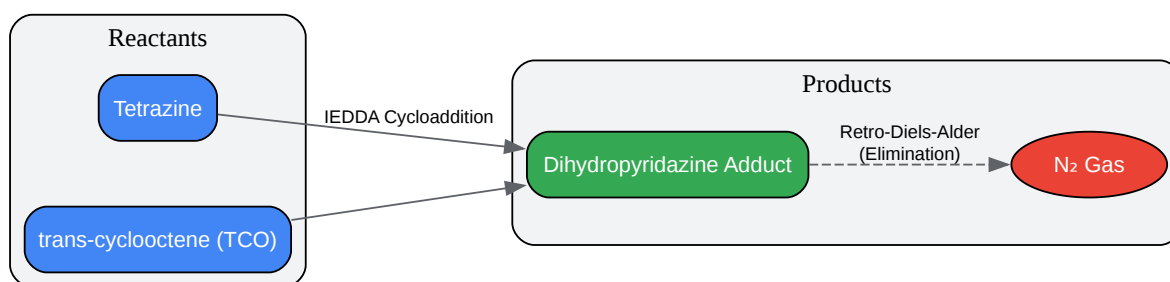 Reactants
Tetrazine
trans-cyclooctene (TCO)
IEDDA Cycloaddition
Products
Dihydropyridazine Adduct
Retro-Diels-Alder
(Elimination)
N₂ Gas